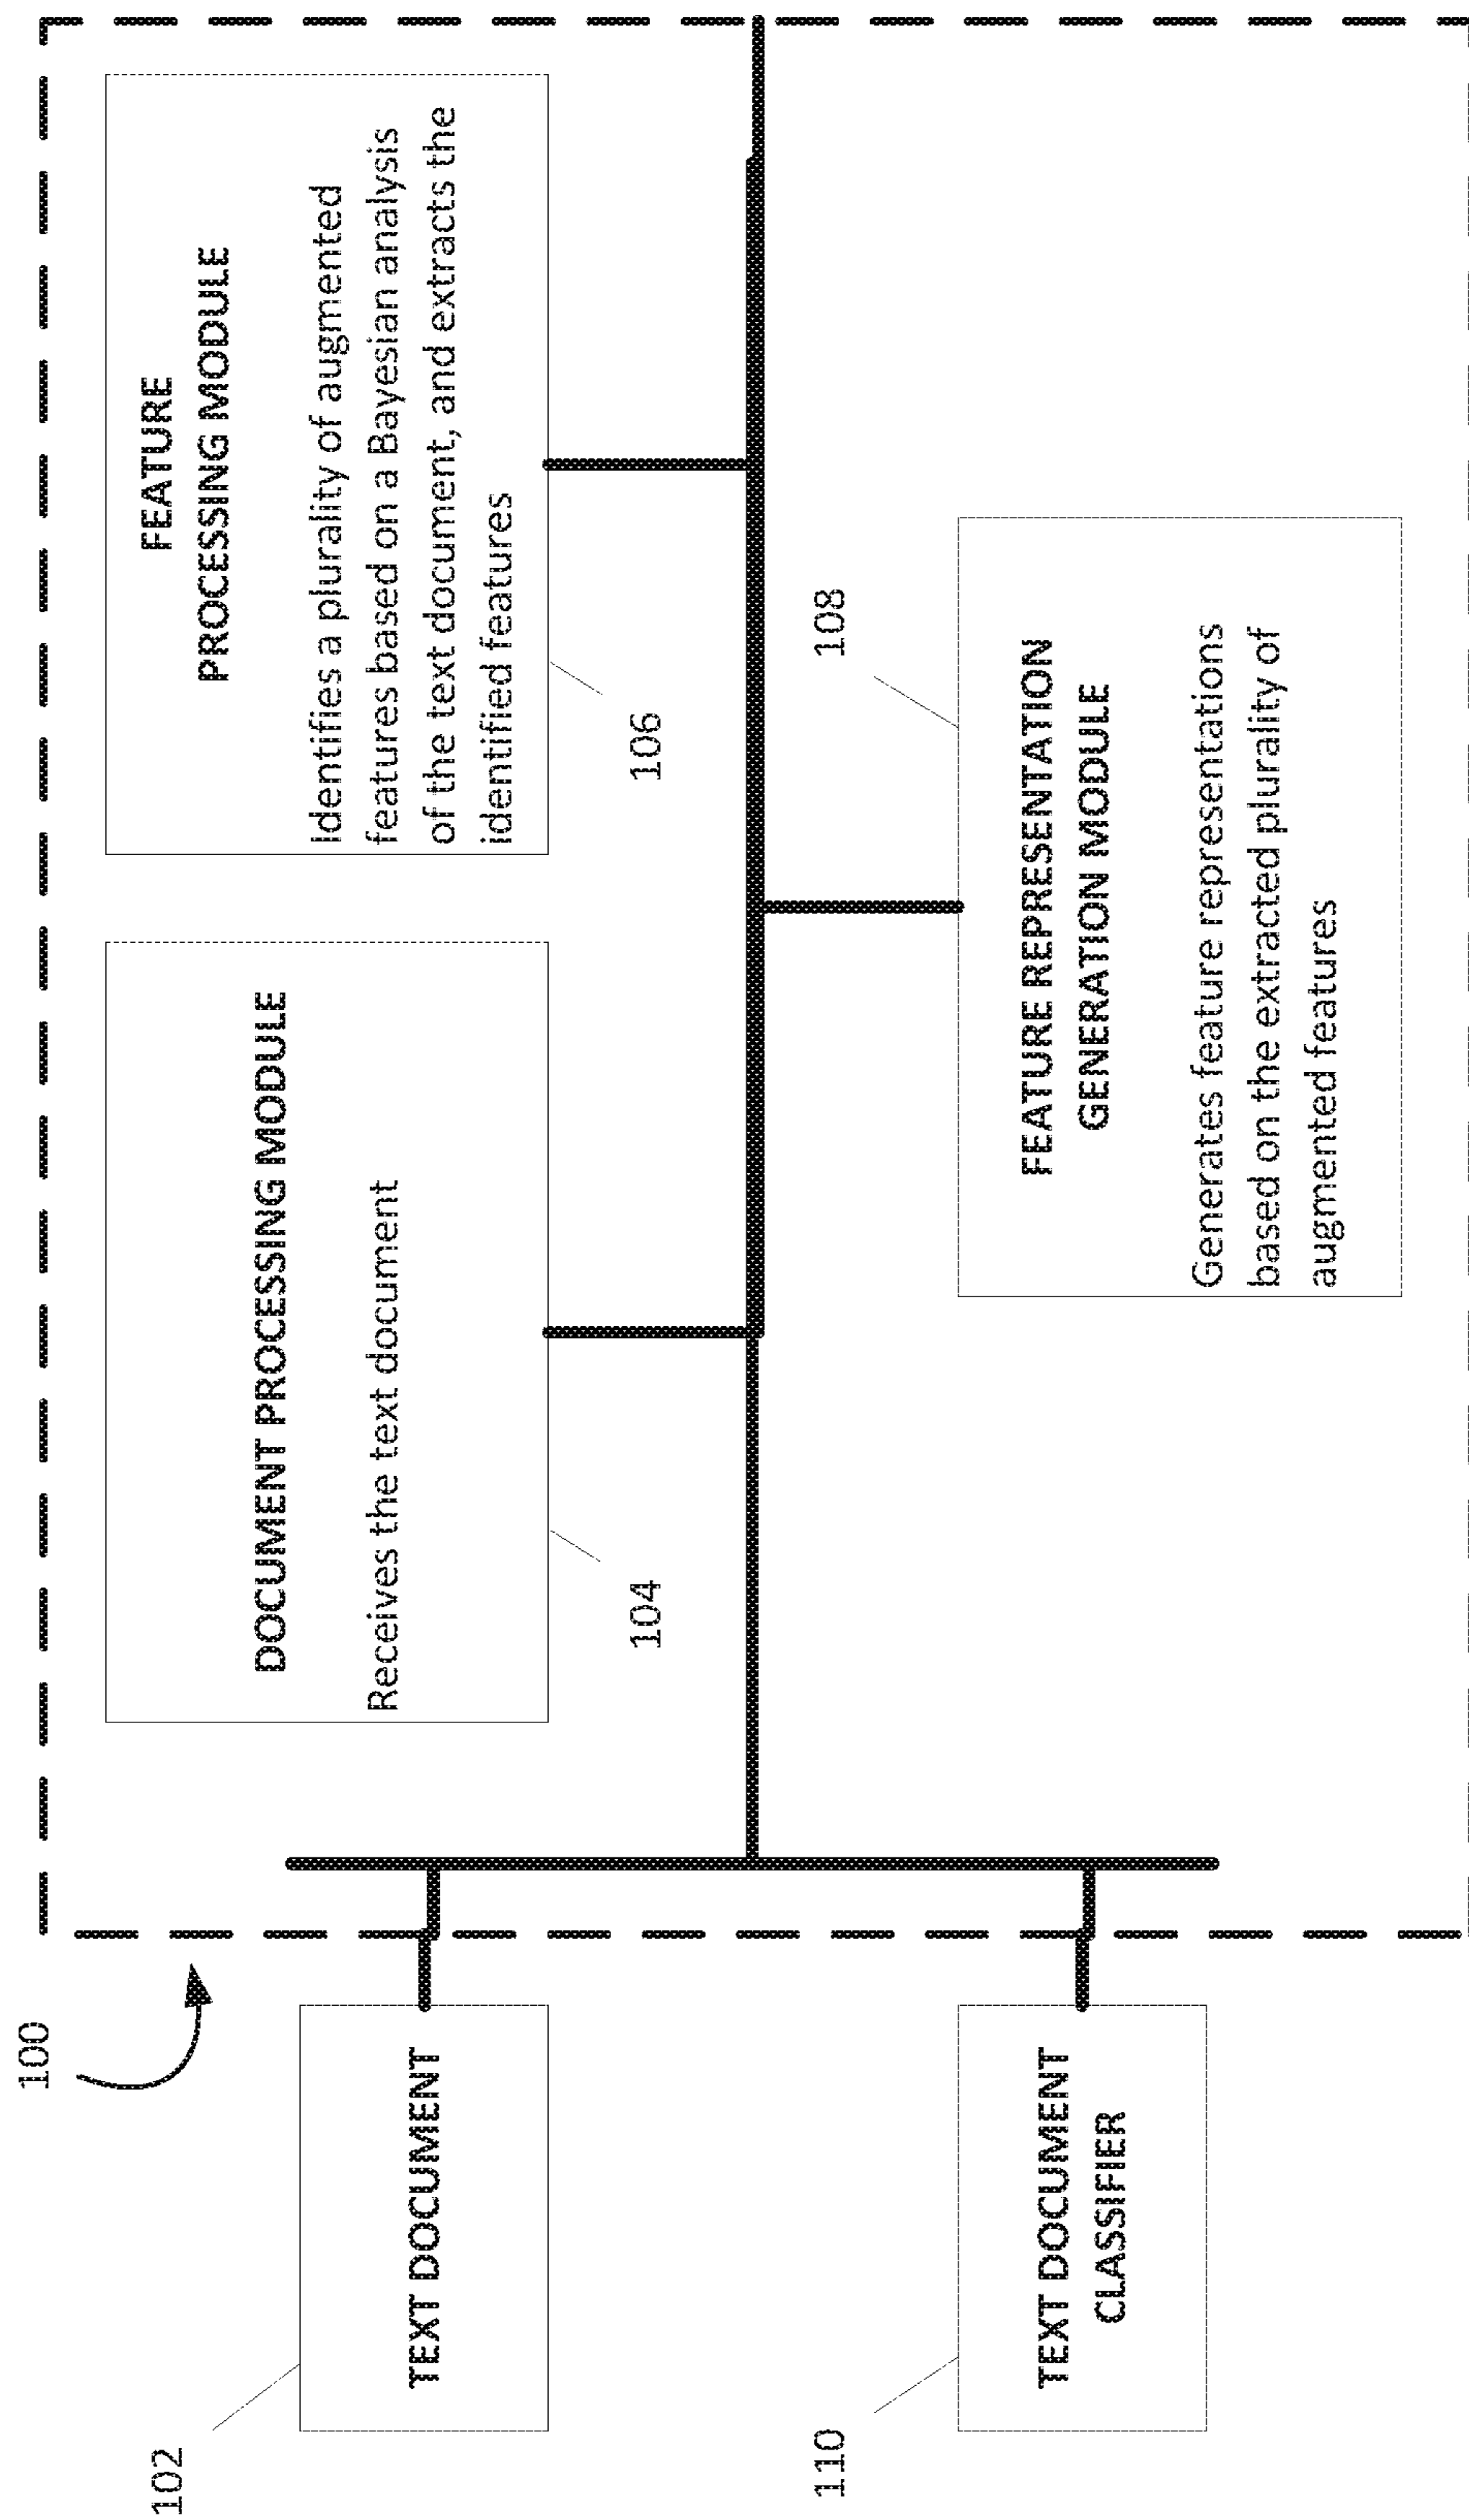 100
102
TEXT DOCUMENT
DOCUMENT PROCESSING MODULE
Receives the text document
104
FEATURE
PROCESSING MODULE
Identifies a plurality of augmented
features based on a Bayesian analysis
of the text document, and extracts the
identified features
106
110
TEXT DOCUMENT
CLASSIFIER
108
FEATURE REPRESENTATION
GENERATION MODULE
Generates feature representations
based on the extracted plurality of
augmented features